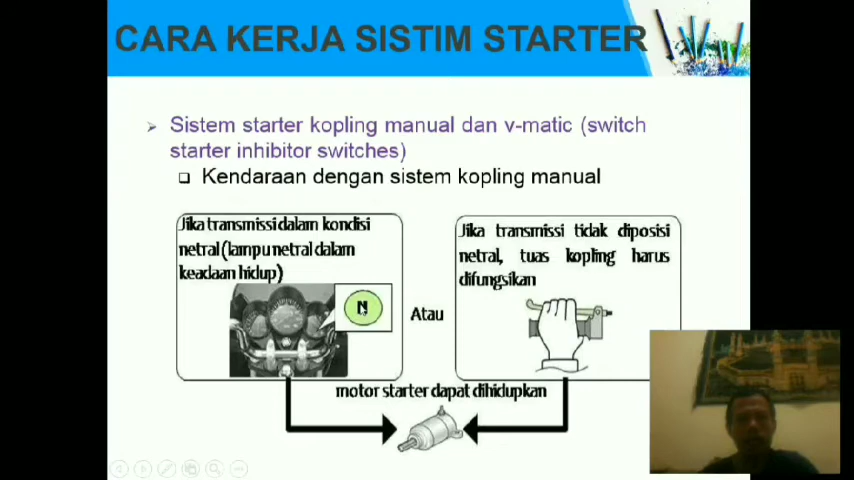 CARA KERJA SISTIM STARTER
Sistem starter kopling manual dan v-matic (switch
starter inhibitor switches)
Kendaraan dengan sistem kopling manual
Jika transmissi dalam kondisi
netral (lampu netral dalam
keadaan hidup)
N
Atau
Jika transmissi tidak diposisi
netral, tuas kopling harus
difungsikan
motor starter dapat dihidupkan